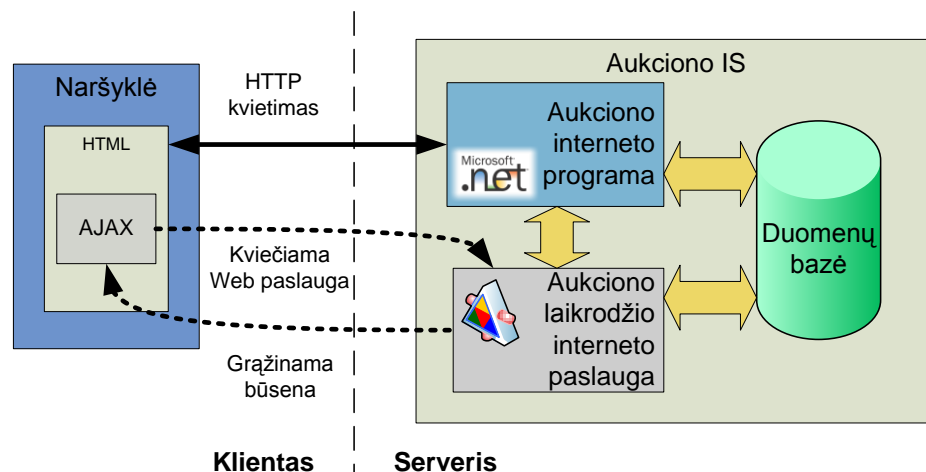 Naršyklė
HTML
AJAX
HTTP
kvietimas
Kviečiama
Web paslauga
Grąžinama
būsena
Klientas
Serveris
Aukciono IS
Aukciono
interneto
programa
Microsoft
.net
Aukciono
laikrodžio
interneto
paslauga
Duomenų
bazė